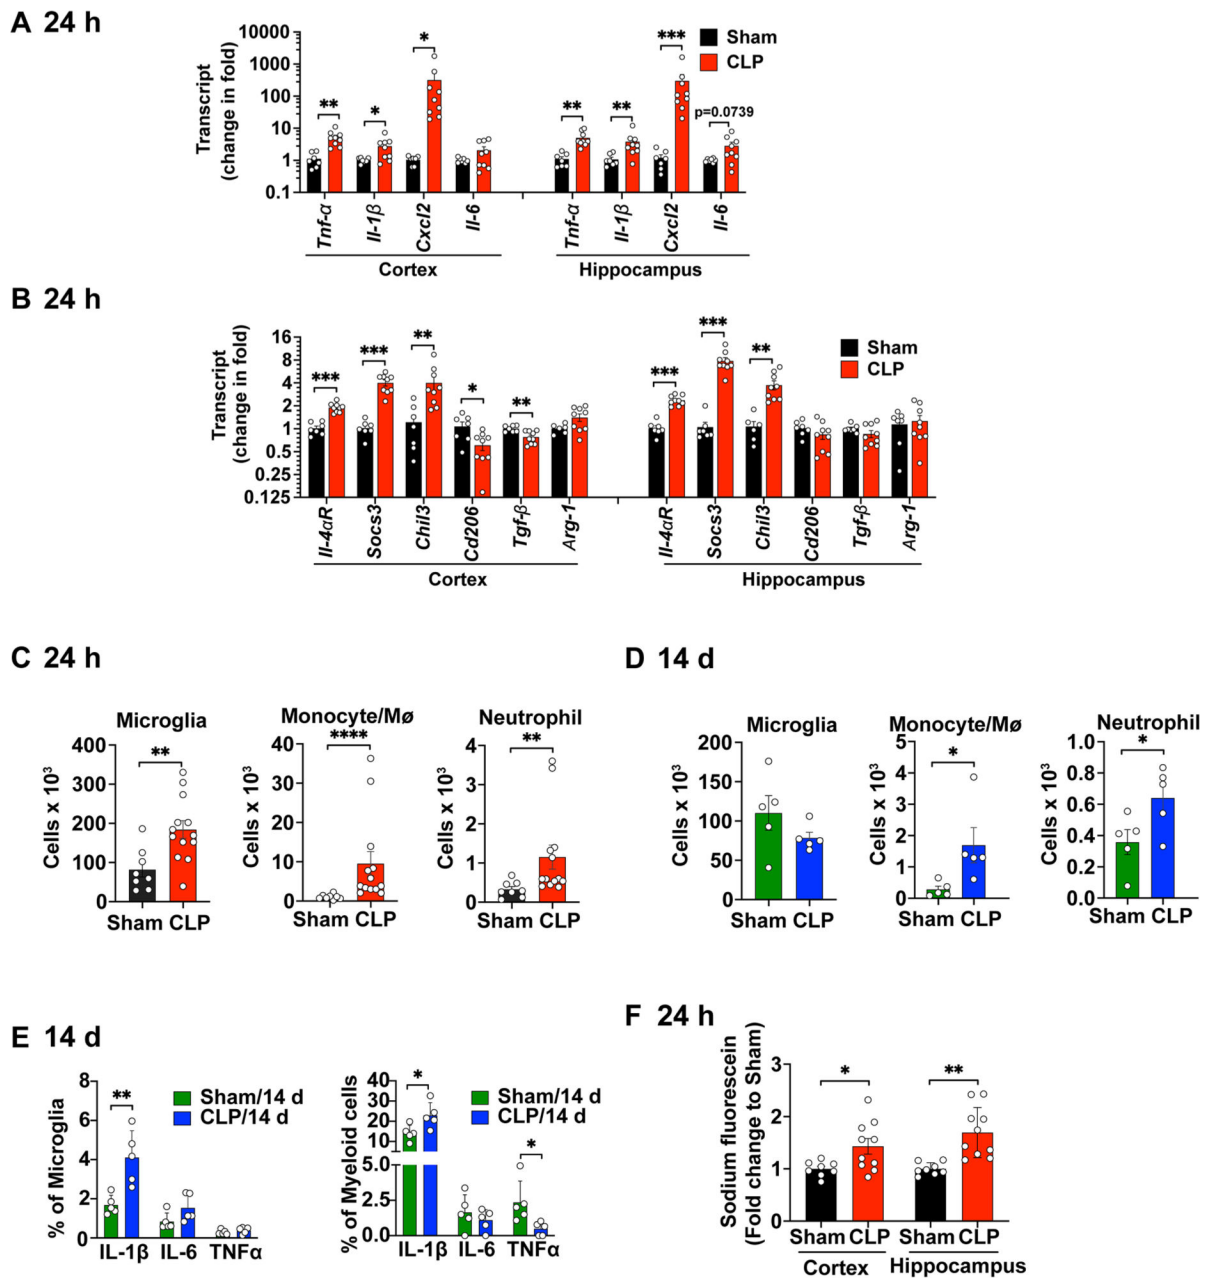 A 24 h
Transcript
(change in fold)
10000
1000
100
10
1
0.1
** * * *** ** ** *** p=0.0739
Sham
CLP
Tnf-α Il-1β Cxcl2 Il-6 Tnf-α Il-1β Cxcl2 Il-6
Cortex Hippocampus
B 24 h
Transcript
(change in fold)
16
8
4
2
1
0.5
0.25
0.125
*** *** ** * ** *** *** **
Sham
CLP
Il-4αR Socs3 Chil3 Cd206 Tgf-β Arg-1 Il-4αR Socs3 Chil3 Cd206 Tgf-β Arg-1
Cortex Hippocampus
C 24 h
Microglia
Cells x 10³
400
300
200
100
0
**
Sham CLP
Monocyte/Mø
Cells x 10³
40
30
20
10
0
****
Sham CLP
Neutrophil
Cells x 10³
4
3
2
1
0
**
Sham CLP
D 14 d
Microglia
Cells x 10³
200
150
100
50
0
Sham CLP
Monocyte/Mø
Cells x 10³
5
4
3
2
1
0
*
Sham CLP
Neutrophil
Cells x 10³
1.0
0.8
0.6
0.4
0.2
0.0
*
Sham CLP
E 14 d
% of Microglia
8
6
4
2
0
**
Sham/14 d
CLP/14 d
IL-1β IL-6 TNFα
% of Myeloid cells
40
30
20
10
5.0
2.5
0.0
* *
Sham/14 d
CLP/14 d
IL-1β IL-6 TNFα
F 24 h
Sodium fluorescein
(Fold change to Sham)
3
2
1
0
* **
Sham CLP Sham CLP
Cortex Hippocampus